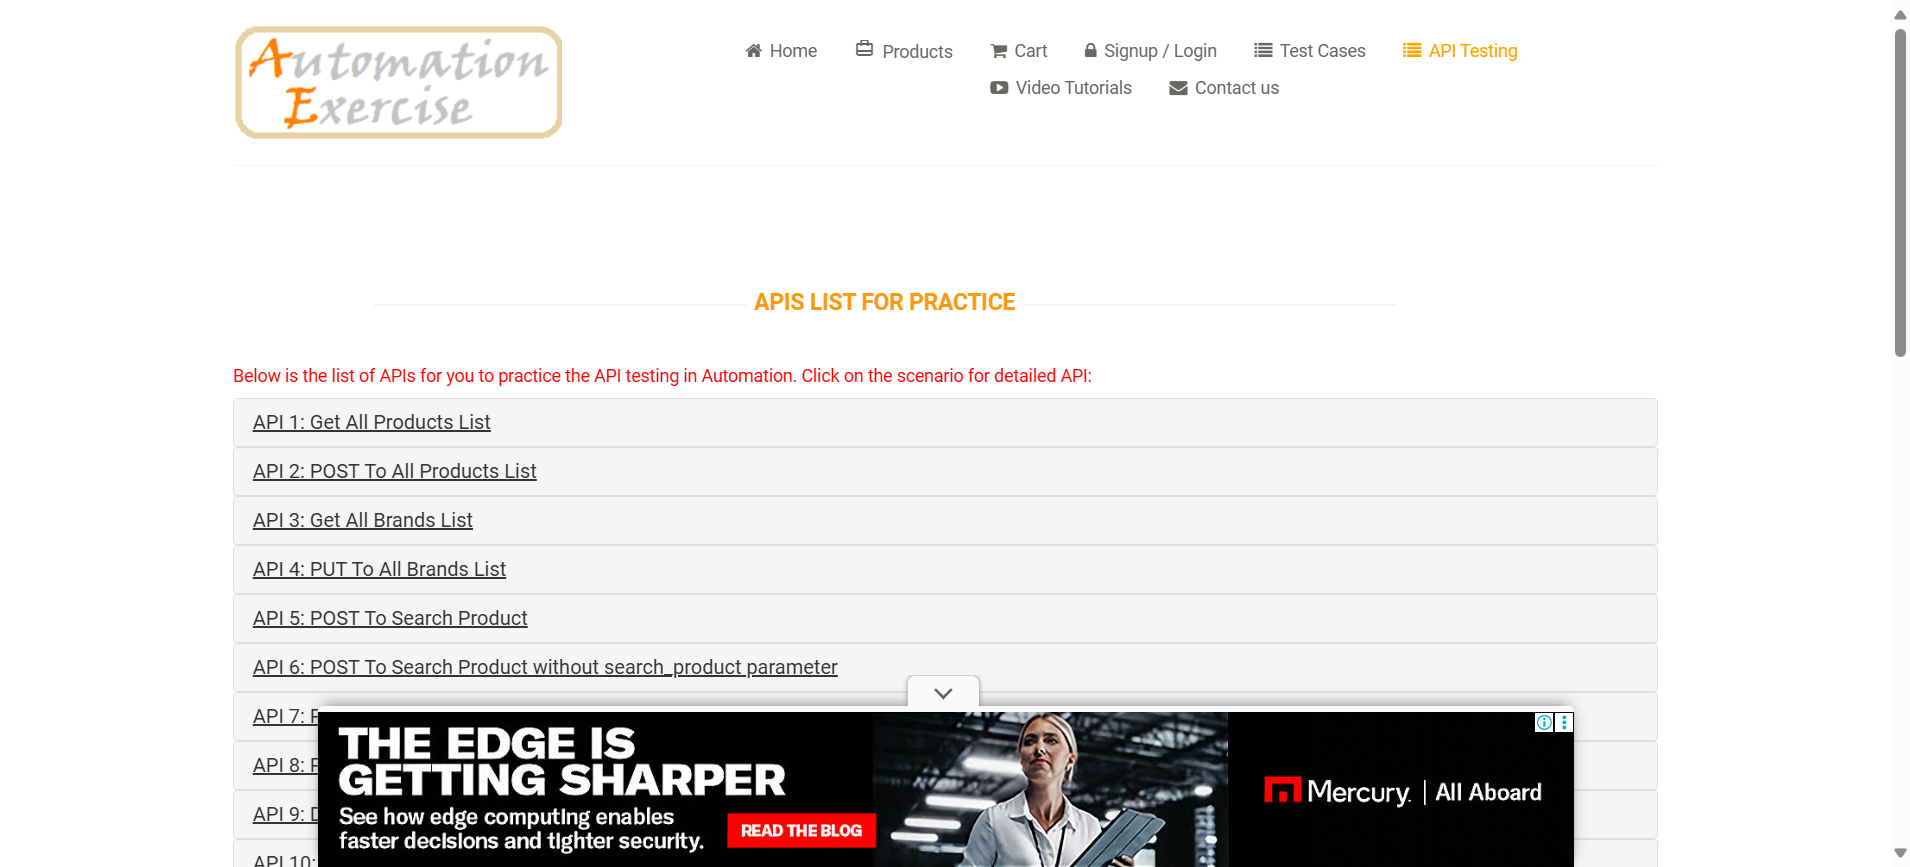 Automation
Exercise
Home
Products
Cart
Signup / Login
Test Cases
API Testing
Video Tutorials
Contact us
APIS LIST FOR PRACTICE
Below is the list of APIs for you to practice the API testing in Automation. Click on the scenario for detailed API:
API 1: Get All Products List
API 2: POST To All Products List
API 3: Get All Brands List
API 4: PUT To All Brands List
API 5: POST To Search Product
API 6: POST To Search Product without search_product parameter
API 7:
API 8:
API 9:
API 10:
THE EDGE IS
GETTING SHARPER
See how edge computing enables
faster decisions and tighter security.
READ THE BLOG
Mercury. | All Aboard